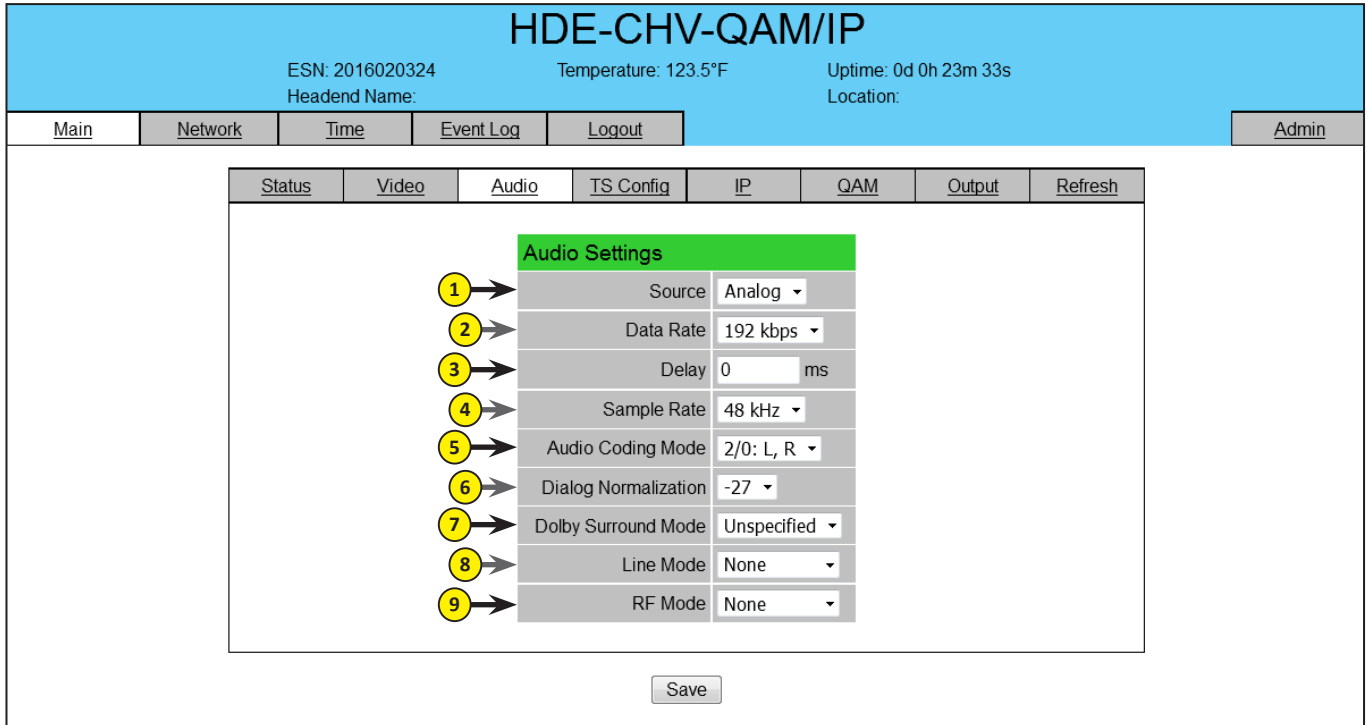 HDE-CHV-QAM/IP
ESN: 2016020324 Temperature: 123.5°F Uptime: 0d 0h 23m 33s
Headend Name: Location:
Main Network Time Event Log Logout Admin
Status Video Audio TS Config IP QAM Output Refresh
Audio Settings
1 Source Analog
2 Data Rate 192 kbps
3 Delay 0 ms
4 Sample Rate 48 kHz
5 Audio Coding Mode 2/0: L, R
6 Dialog Normalization -27
7 Dolby Surround Mode Unspecified
8 Line Mode None
9 RF Mode None
Save